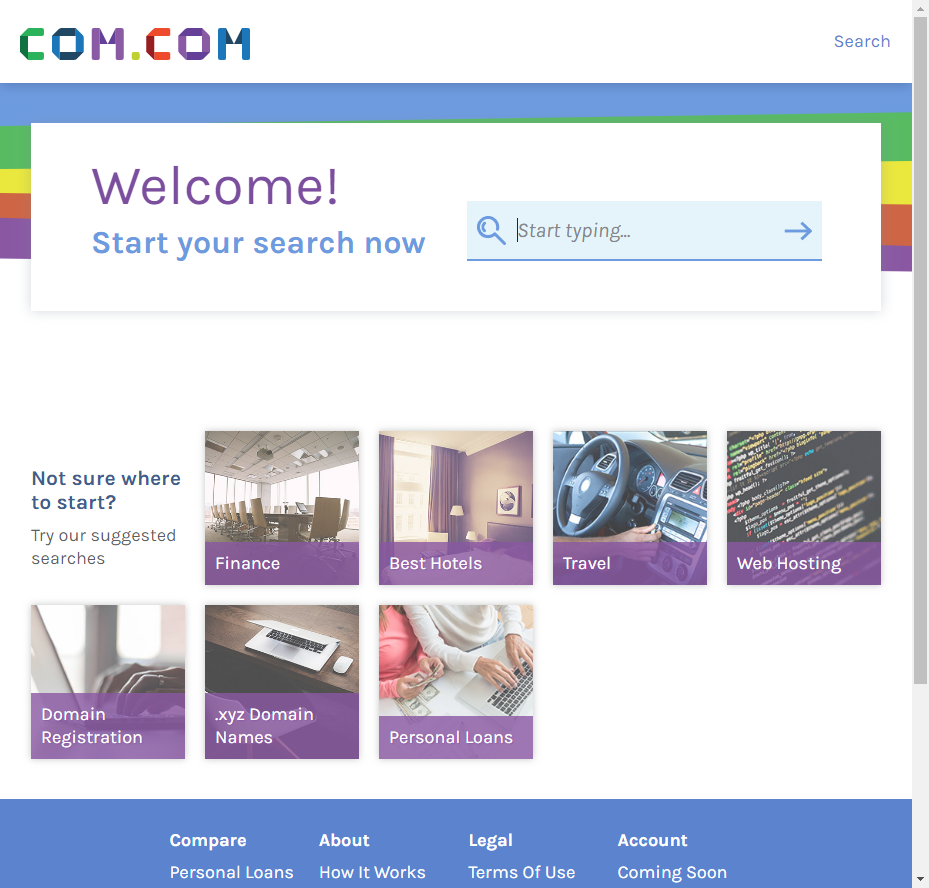 COM.COM
Search
Welcome!
Start your search now
Start typing...
Not sure where
to start?
Try our suggested
searches
Finance
Best Hotels
Travel
Web Hosting
Domain
Registration
.xyz Domain
Names
Personal Loans
Compare
About
Legal
Account
Personal Loans
How It Works
Terms Of Use
Coming Soon